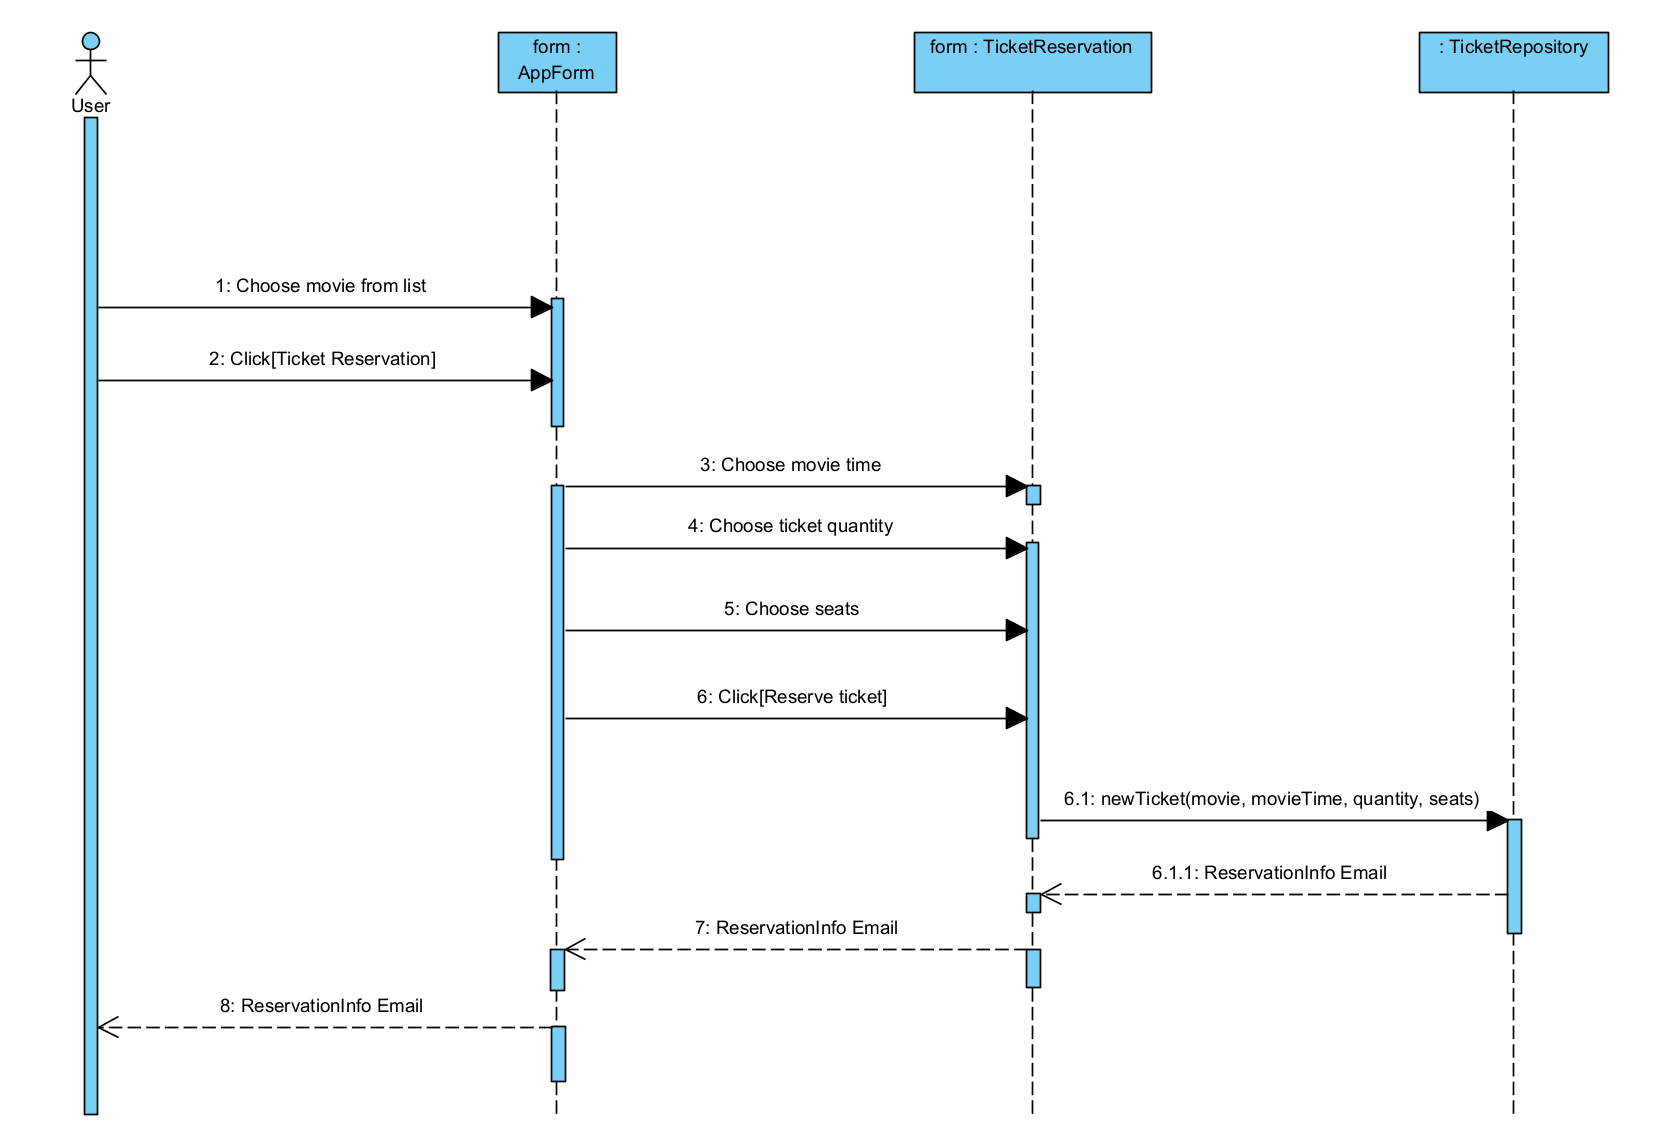 User
form :
AppForm
form : TicketReservation
: TicketRepository
1: Choose movie from list
2: Click[Ticket Reservation]
3: Choose movie time
4: Choose ticket quantity
5: Choose seats
6: Click[Reserve ticket]
6.1: newTicket(movie, movieTime, quantity, seats)
6.1.1: ReservationInfo Email
7: ReservationInfo Email
8: ReservationInfo Email